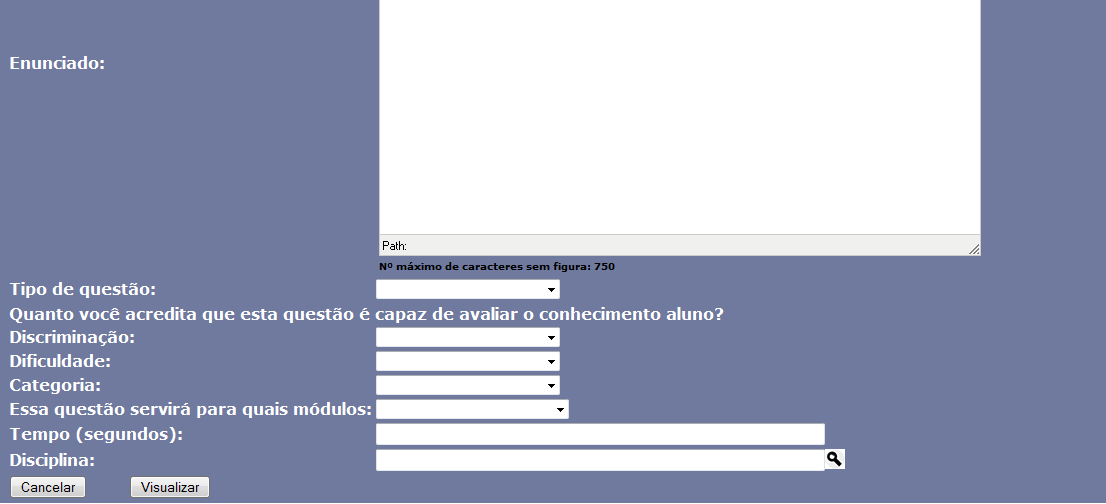 Enunciado:
Path:
Nº máximo de caracteres sem figura: 750
Tipo de questão:
Quanto você acredita que esta questão é capaz de avaliar o conhecimento aluno?
Discriminação:
Dificuldade:
Categoria:
Essa questão servirá para quais módulos:
Tempo (segundos):
Disciplina:
Cancelar Visualizar